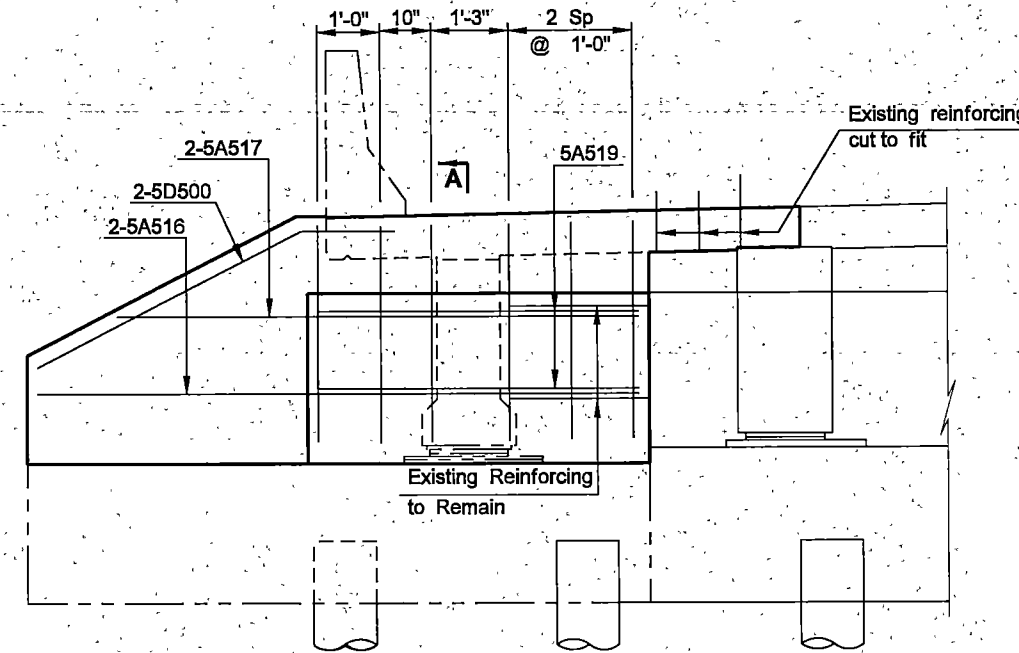 1'-0" 10" 1'-3" 2 Sp
@ 1'-0"
Existing reinforcing
cut to fit
2-5A517
5A519
A
2-5D500
2-5A516
Existing Reinforcing
to Remain